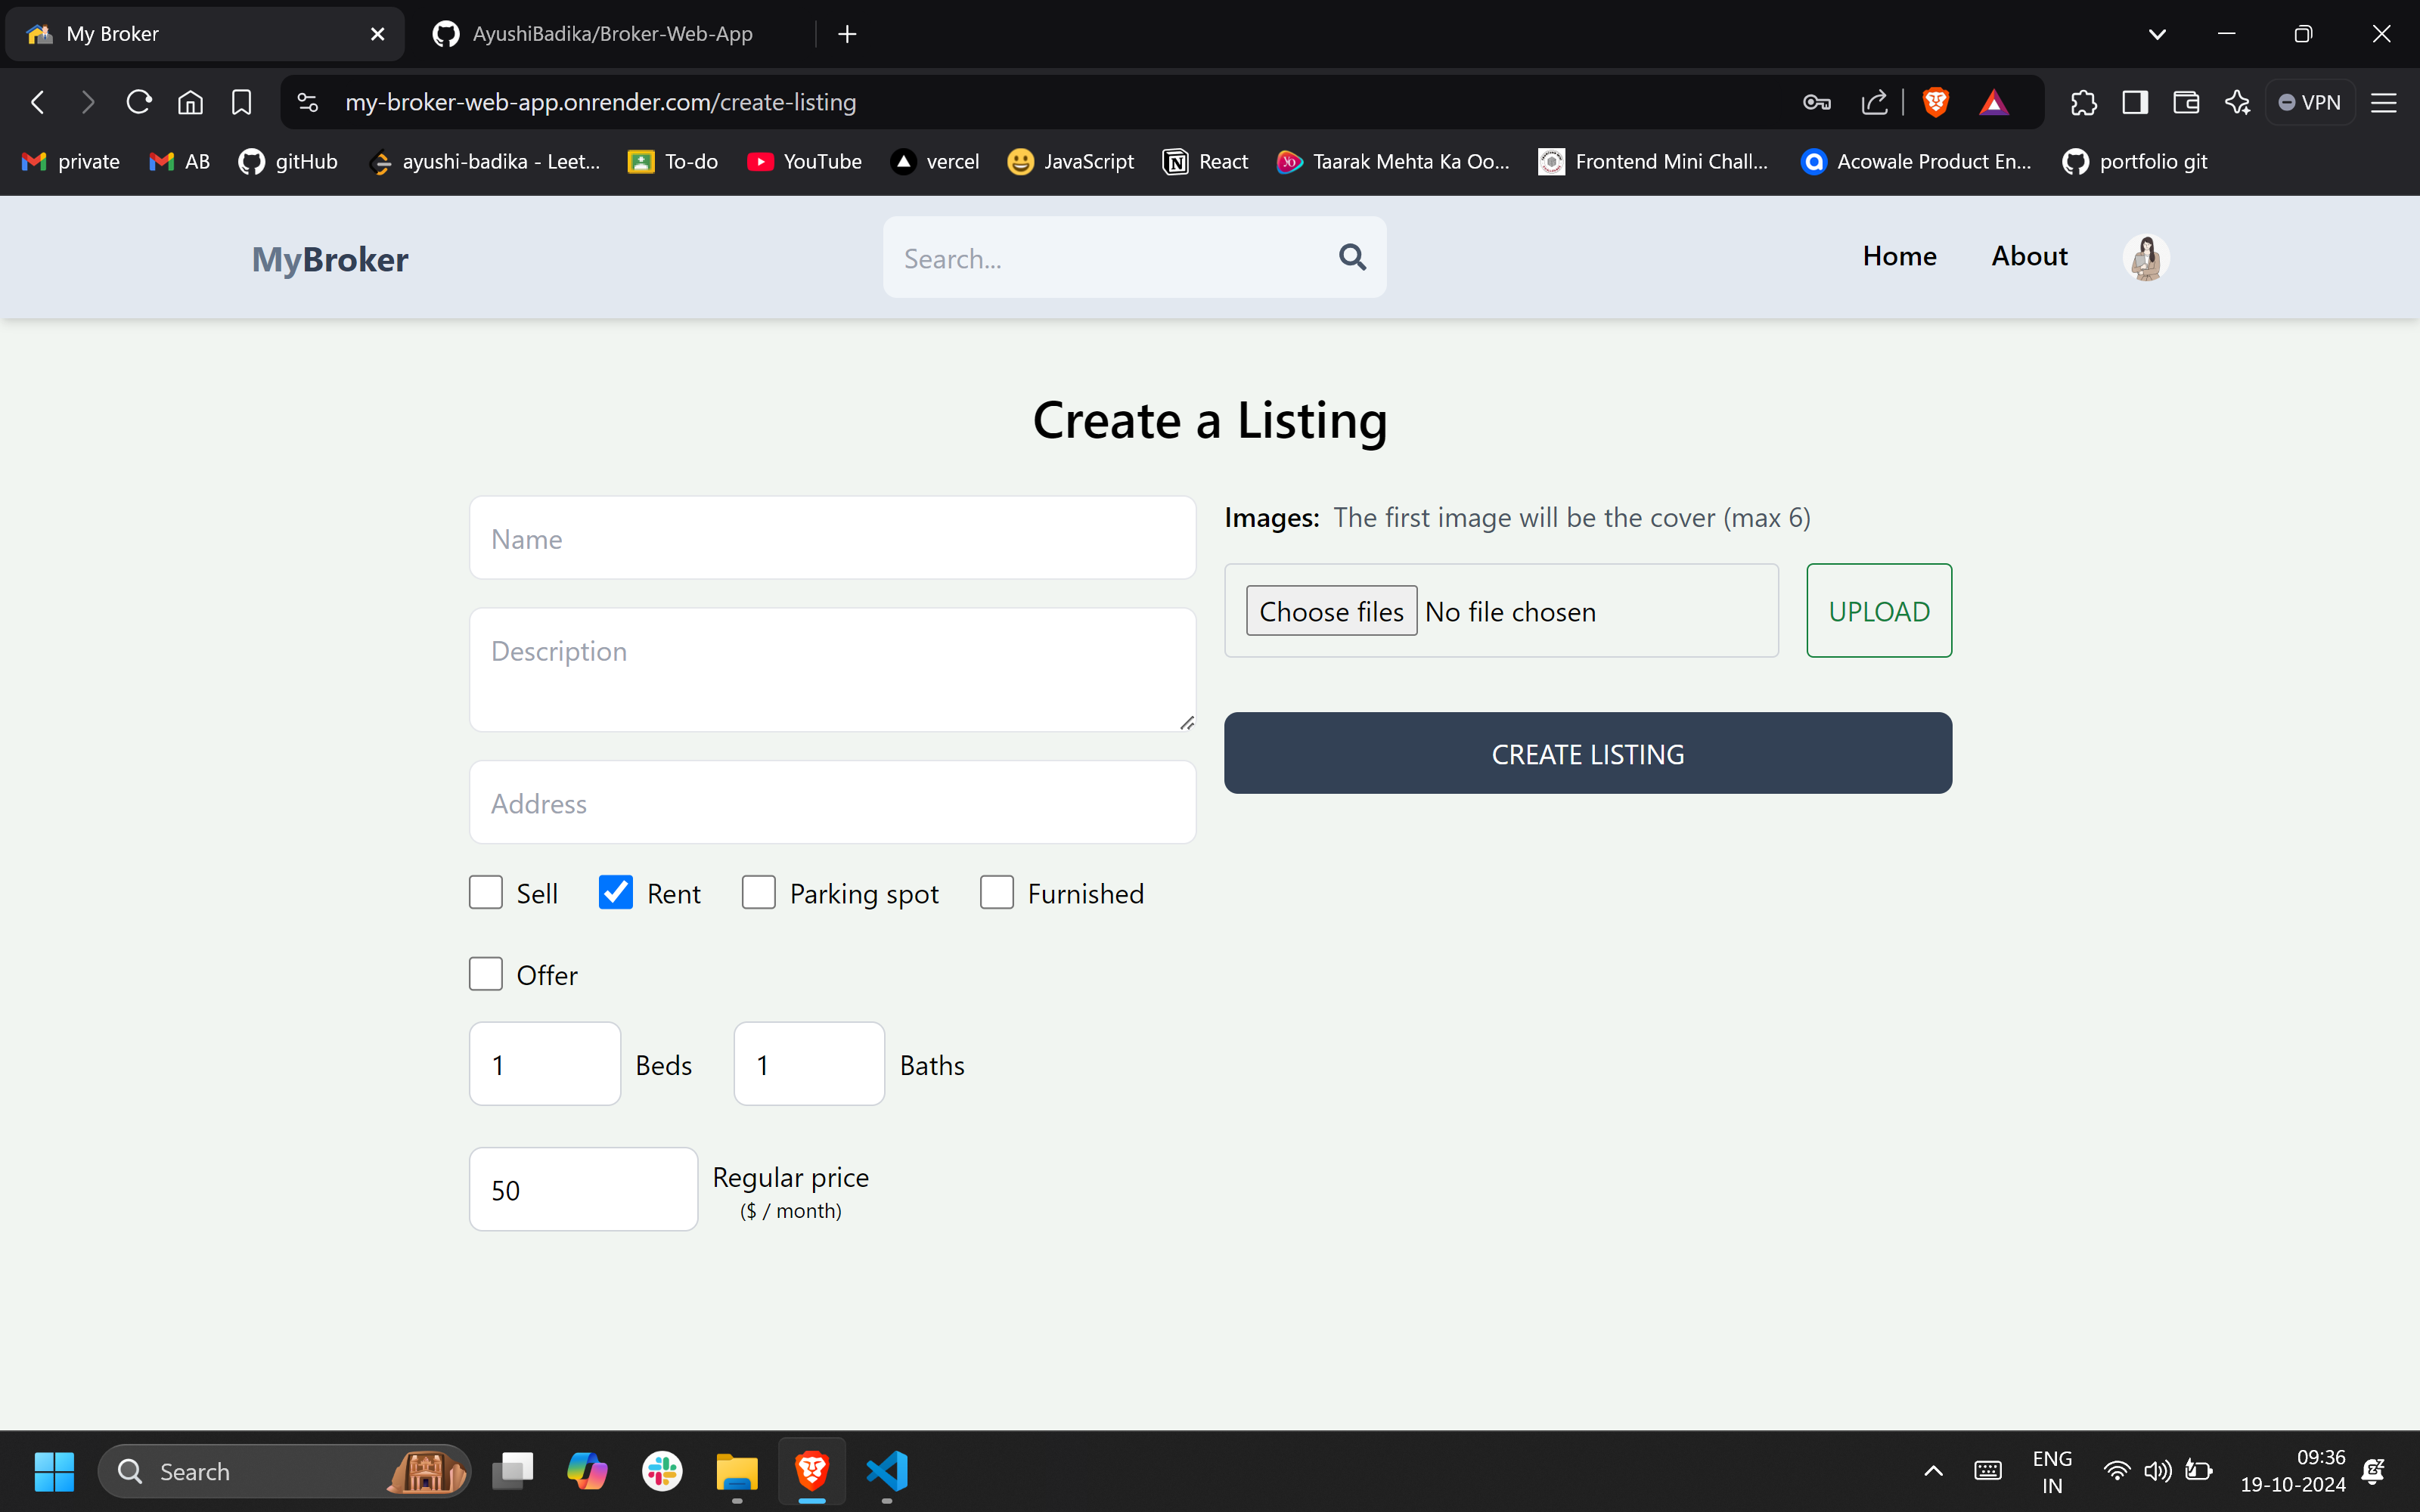 My Broker
AyushiBadika/Broker-Web-App
my-broker-web-app.onrender.com/create-listing
VPN
private
AB
gitHub
ayushi-badika - Leet...
To-do
YouTube
vercel
JavaScript
React
Taarak Mehta Ka Oo...
Frontend Mini Chall...
Acowale Product En...
portfolio git
MyBroker
Search...
Home
About
Create a Listing
Name
Description
Address
Sell
Rent
Parking spot
Furnished
Offer
1
Beds
1
Baths
50
Regular price
($ / month)
Images: The first image will be the cover (max 6)
Choose files No file chosen
UPLOAD
CREATE LISTING
Search
ENG
IN
09:36
19-10-2024